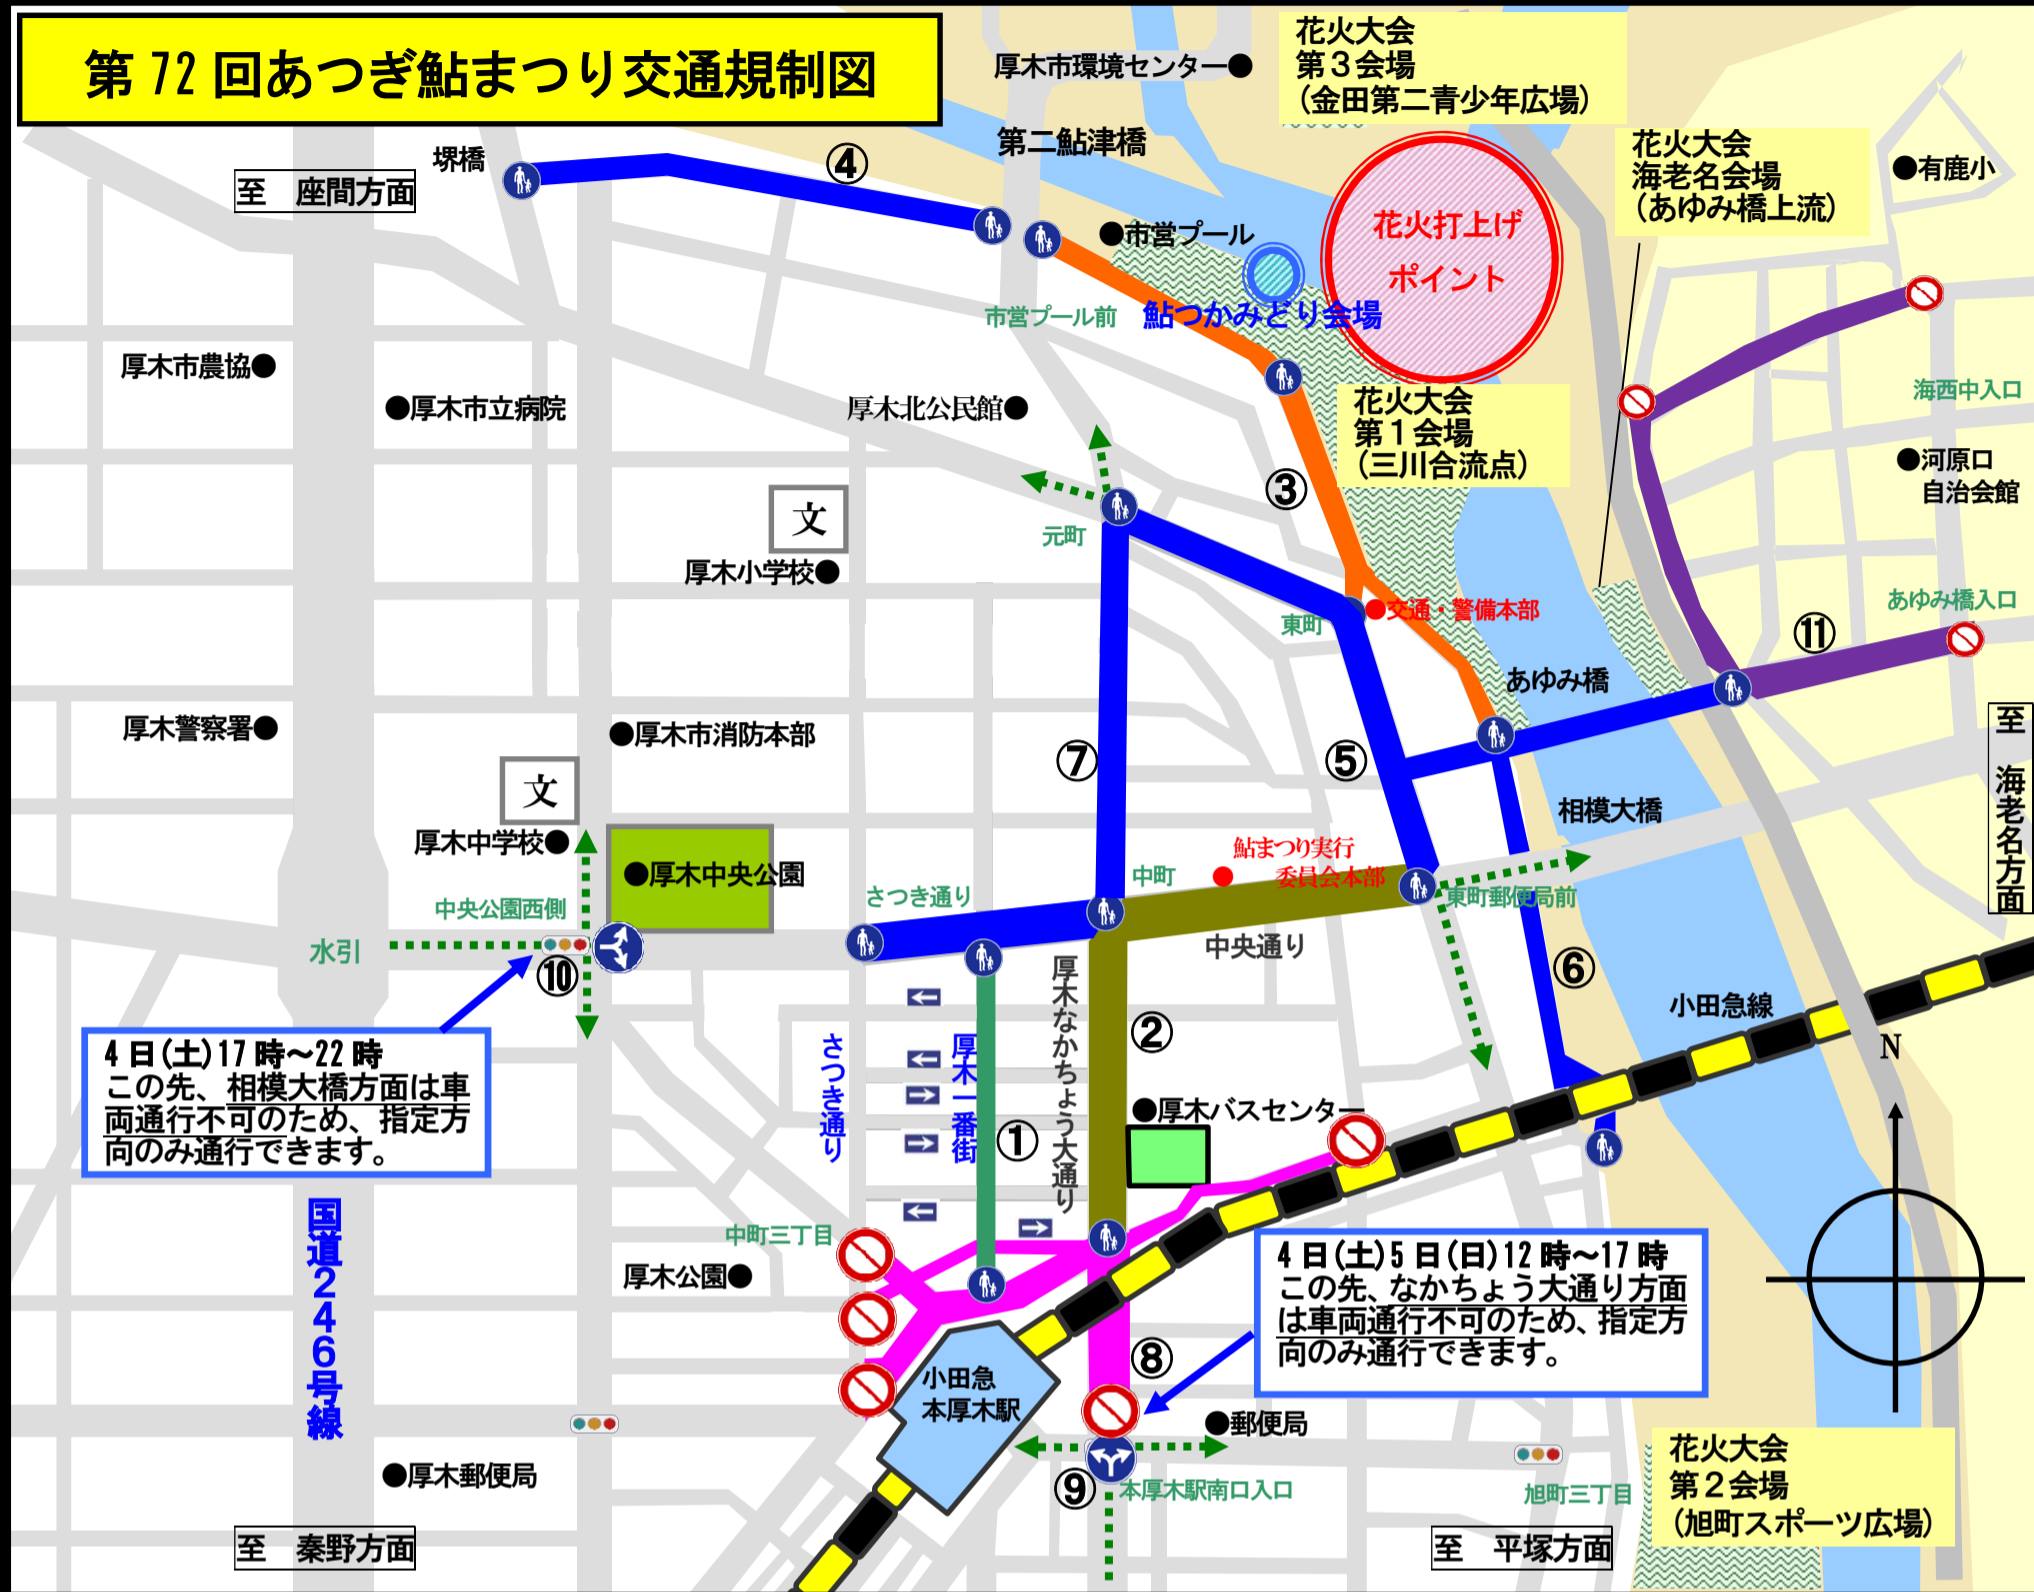 第72回あつぎ鮎まつり交通規制図
花火大会
第3会場
(金田第二青少年広場)
厚木市環境センター●
花火大会
海老名会場
(あゆみ橋上流)
●有鹿小
第二鮎津橋
堺橋
④
至　座間方面
●市営プール
花火打上げ
ポイント
市営プール前
鮎つかみどり会場
厚木市農協●
●厚木市立病院
厚木北公民館●
花火大会
第1会場
(三川合流点)
海西中入口
●河原口
自治会館
③
文
厚木小学校●
元町
東町
●交通・警備本部
あゆみ橋入口
⑪
あゆみ橋
厚木警察署●
●厚木市消防本部
⑦
⑤
至　海老名方面
文
厚木中学校●
相模大橋
●厚木中央公園
鮎まつり実行
委員会本部
中町
さつき通り
東町郵便局前
中央公園西側
水引
⑩
中央通り
⑥
小田急線
4日(土)17時～22時
この先、相模大橋方面は車
両通行不可のため、指定方
向のみ通行できます。
さつき通り
厚木一番街
①
厚木なかちょう大通り
②
●厚木バスセンター
N
国道246号線
中町三丁目
厚木公園●
4日(土)5日(日)12時～17時
この先、なかちょう大通り方面
は車両通行不可のため、指定方
向のみ通行できます。
⑧
小田急
本厚木駅
●郵便局
●厚木郵便局
⑨
本厚木駅南口入口
旭町三丁目
花火大会
第2会場
(旭町スポーツ広場)
至　秦野方面
至　平塚方面